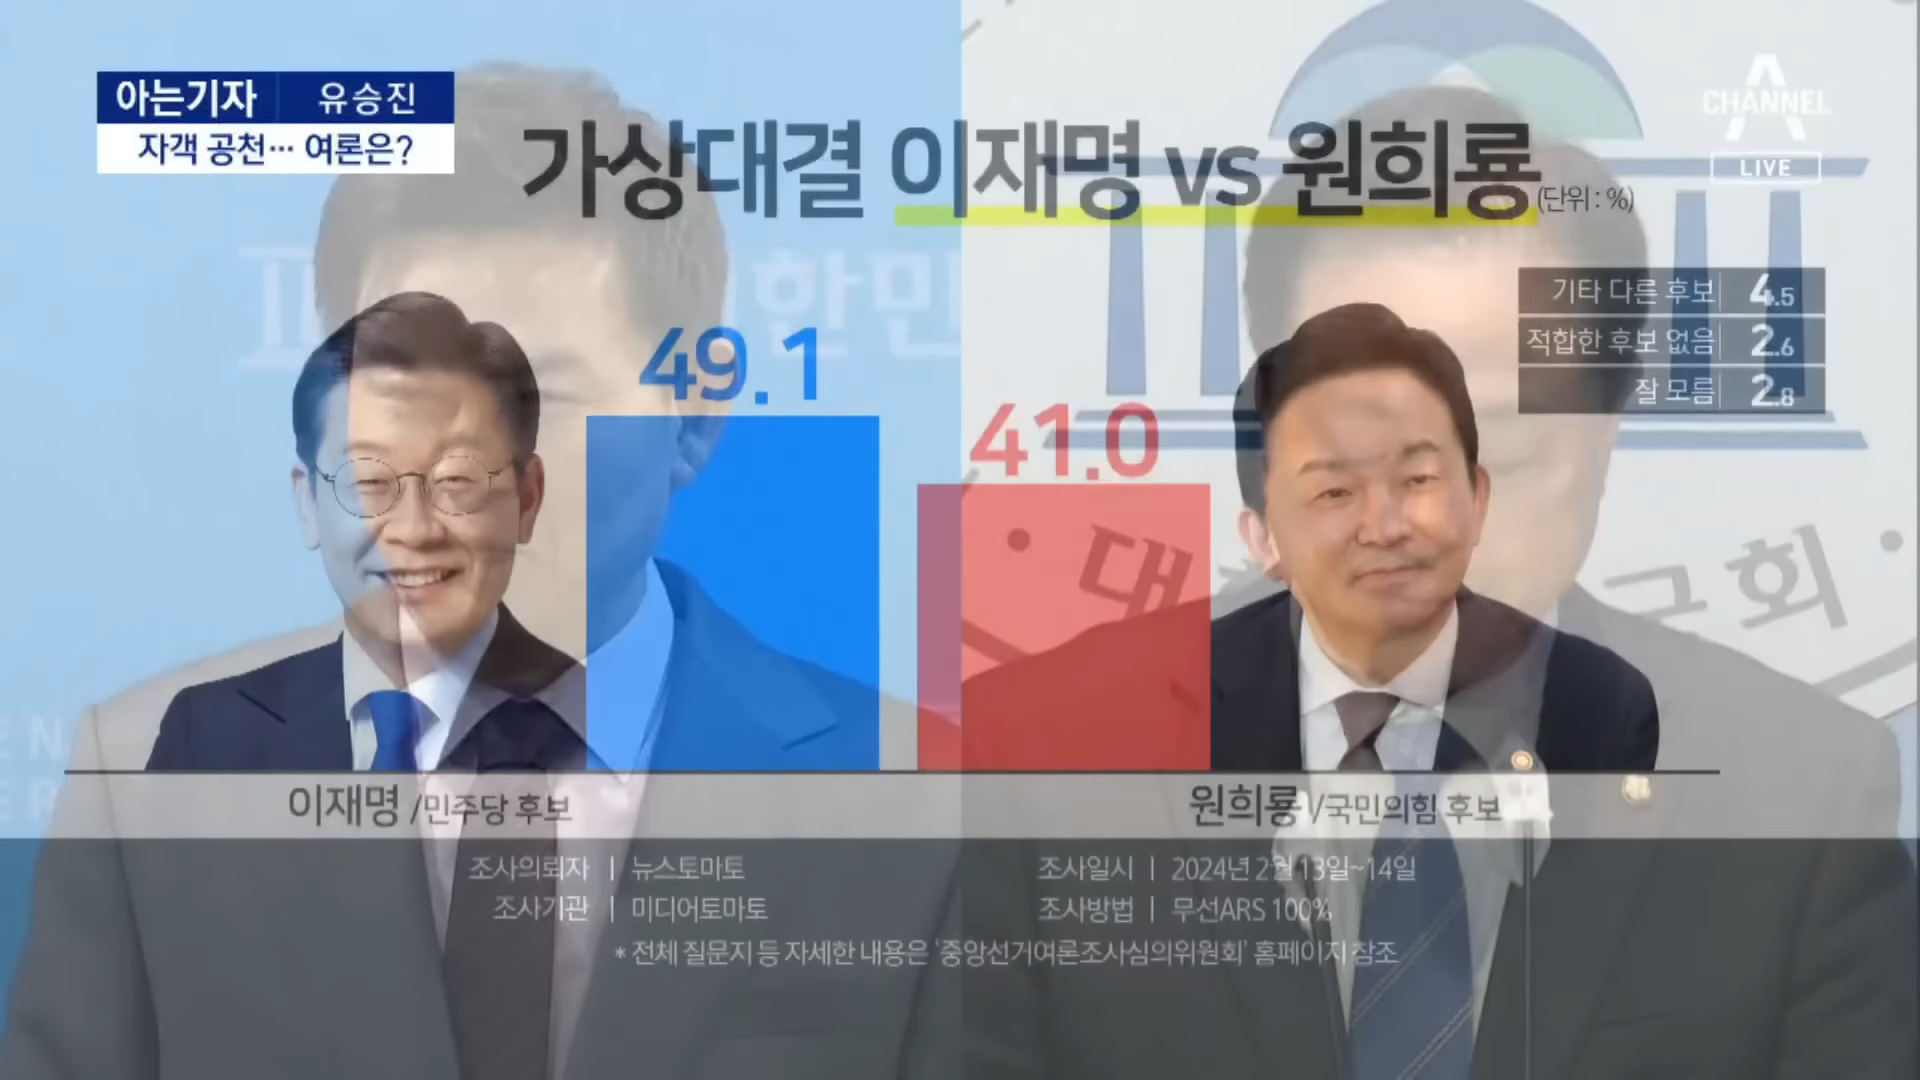 아는기자 유승진
자객 공천… 여론은?
CHANNEL A
LIVE
가상대결 이재명 vs 원희룡 (단위 : %)
기타 다른 후보 4.5
적합한 후보 없음 2.6
잘 모름 2.8
49.1
41.0
한민
대
국회
이재명 /민주당 후보
원희룡 /국민의힘 후보
조사의뢰자 | 뉴스토마토
조사일시 | 2024년 2월 13일~14일
조사기관 | 미디어토마토
조사방법 | 무선ARS 100%
* 전체 질문지 등 자세한 내용은 '중앙선거여론조사심의위원회' 홈페이지 참조